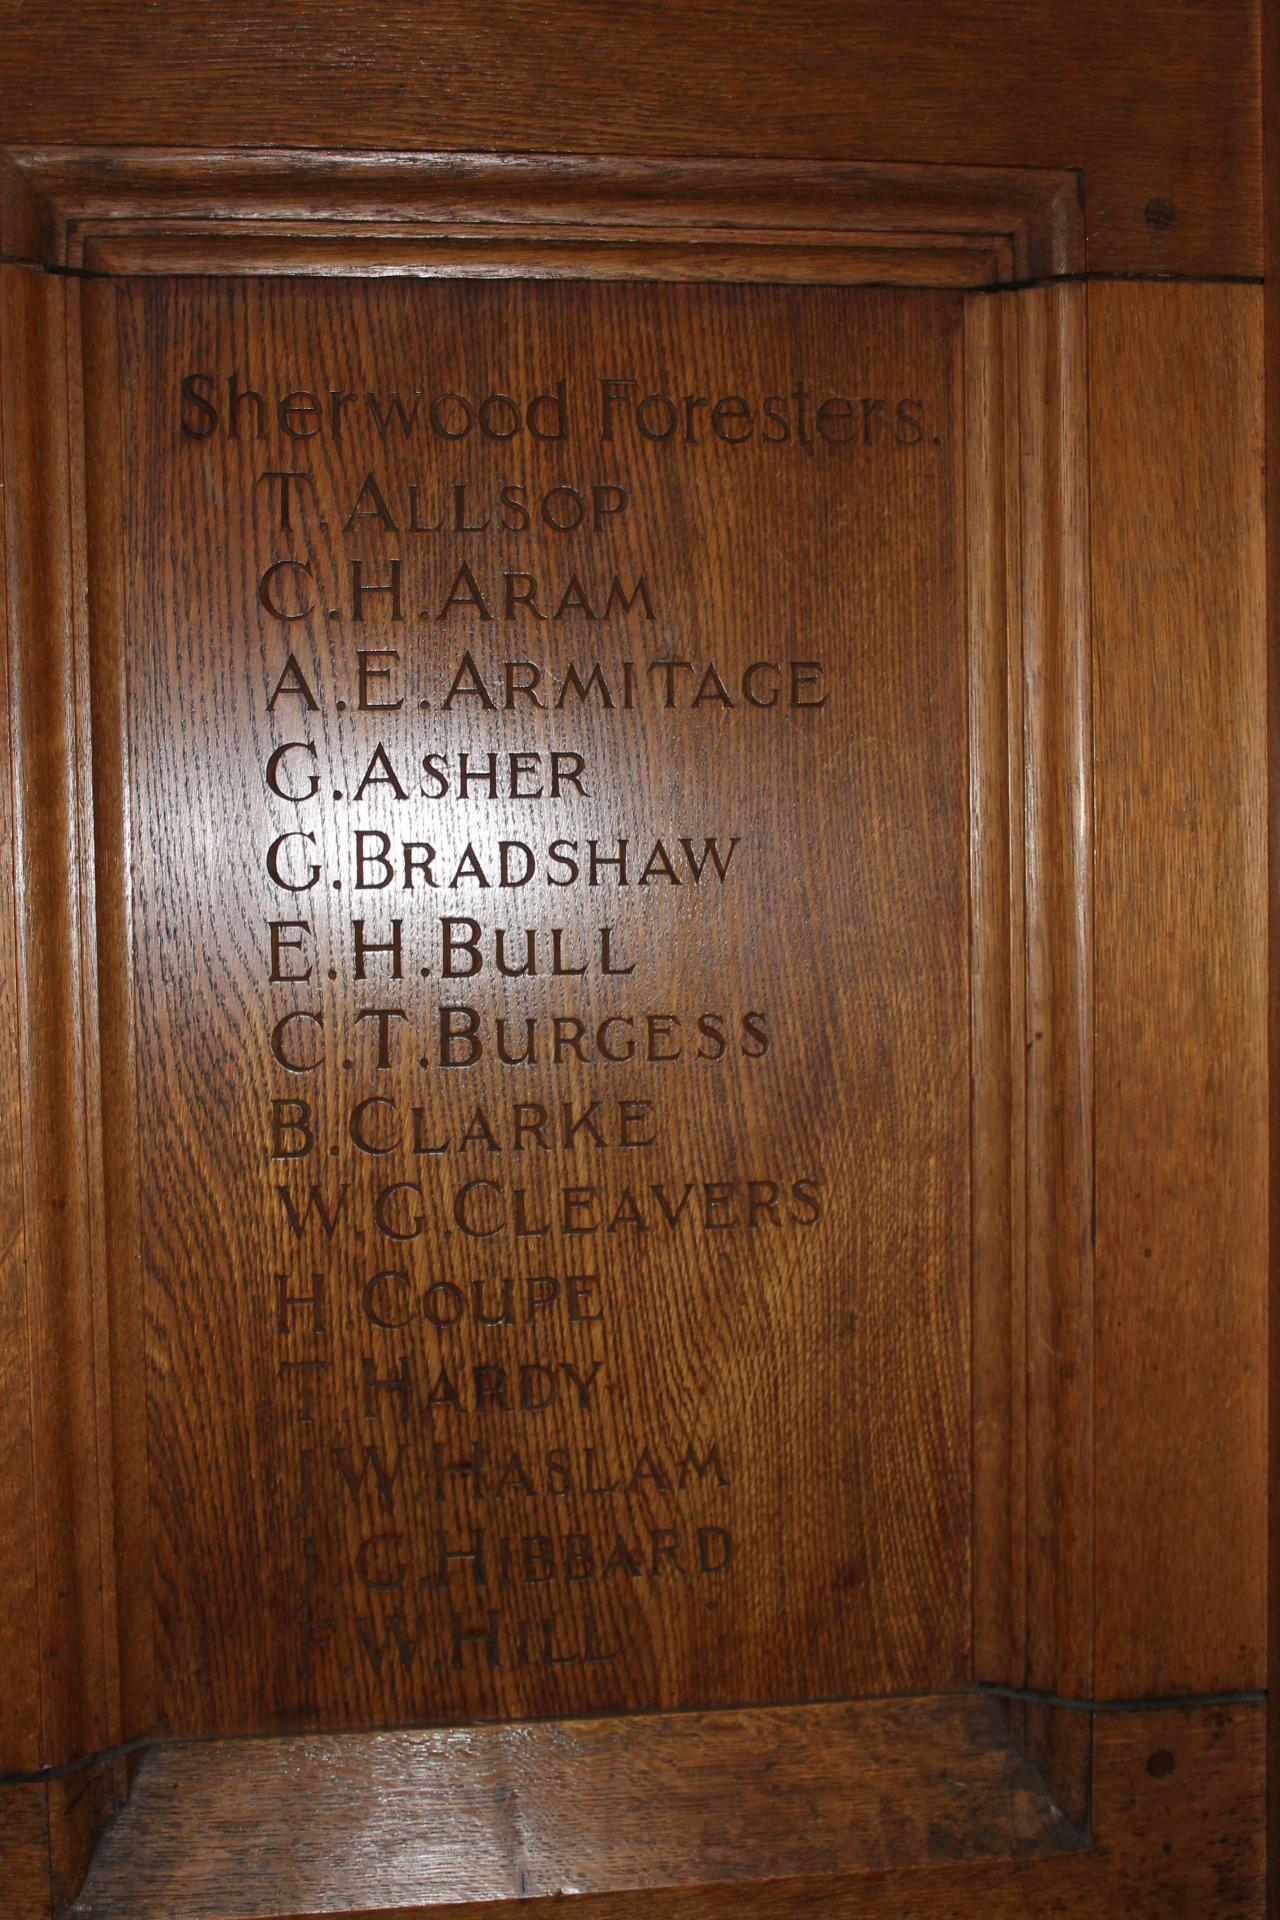 Sherwood Foresters.
T. ALLSOP
C.H. ARAM
A.E. ARMITAGE
G. ASHER
G. BRADSHAW
E.H. BULL
C.T. BURGESS
B. CLARKE
W.G. CLEAVERS
H. COUPE
T. HARDY
J.W. HASLAM
J.G. HIBBARD
F.W. HILL